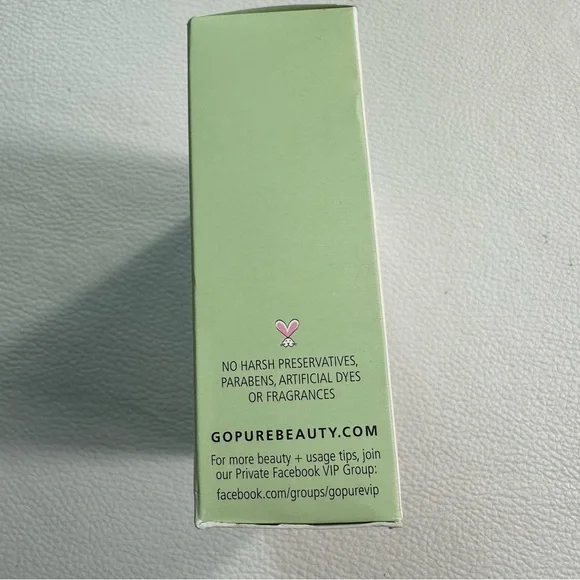 NO HARSH PRESERVATIVES,
PARABENS, ARTIFICIAL DYES
OR FRAGRANCES
GOPUREBEAUTY.COM
For more beauty + usage tips, join
our Private Facebook VIP Group:
facebook.com/groups/gopurevip